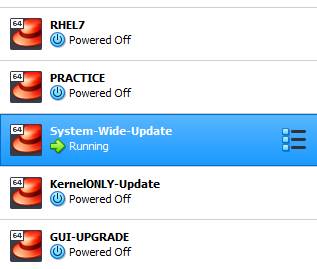 64 RHEL7
Powered Off
64 PRACTICE
Powered Off
64 System-Wide-Update
Running
64 KernelONLY-Update
Powered Off
64 GUI-UPGRADE
Powered Off